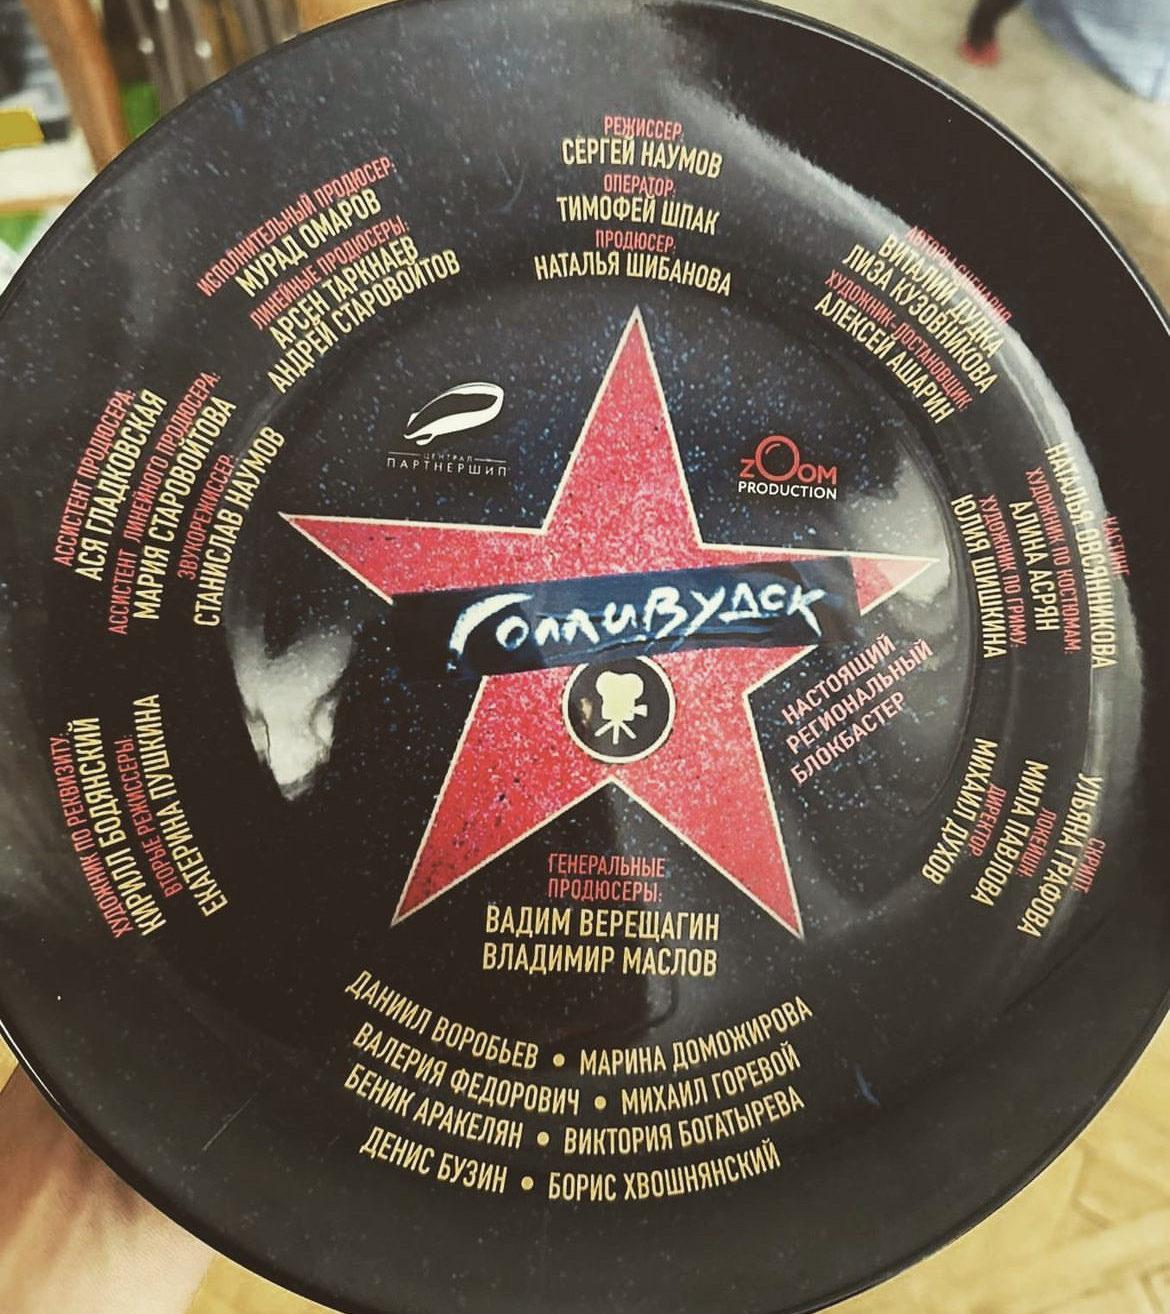 РЕЖИССЕР:
СЕРГЕЙ НАУМОВ
ОПЕРАТОР:
ТИМОФЕЙ ШПАК
ПРОДЮСЕР:
НАТАЛЬЯ ШИБАНОВА
АВТОРЫ СЦЕНАРИЯ
ВИТАЛИЙ ДУДКА
ЛИЗА КУЗОВНИКОВА
ХУДОЖНИК-ПОСТАНОВЩИК:
АЛЕКСЕЙ АШАРИН
КАСТИНГ
НАТАЛЬЯ ОВСЯННИКОВА
ХУДОЖНИК ПО КОСТЮМАМ:
АЛИНА АСРЯН
ХУДОЖНИК ПО ГРИМУ:
ЮЛИЯ ШИШКИНА
СКРИПТ:
УЛЬЯНА ГРАФОВА
ЛОКЕЙШН
МИЛА ПАВЛОВА
ДИРЕКТОР:
МИХАИЛ ДУХОВ
ИСПОЛНИТЕЛЬНЫЙ ПРОДЮСЕР:
МУРАД ОМАРОВ
ЛИНЕЙНЫЕ ПРОДЮСЕРЫ:
АРСЕН ТАРКНАЕВ
АНДРЕЙ СТАРОВОЙТОВ
АССИСТЕНТ ПРОДЮСЕРА:
АСЯ ГЛАДКОВСКАЯ
АССИСТЕНТ ЛИНЕЙНОГО ПРОДЮСЕРА:
МАРИЯ СТАРОВОЙТОВА
ЗВУКОРЕЖИССЕР:
СТАНИСЛАВ НАУМОВ
ХУДОЖНИК ПО РЕКВИЗИТУ:
КИРИЛЛ БОДЯНСКИЙ
ВТОРЫЕ РЕЖИССЕРЫ:
ЕКАТЕРИНА ПУШКИНА
ЦЕНТРАЛ
ПАРТНЕРШИП
ZOOM
PRODUCTION
ГОЛЛИВУДСК
НАСТОЯЩИЙ
РЕГИОНАЛЬНЫЙ
БЛОКБАСТЕР
ГЕНЕРАЛЬНЫЕ
ПРОДЮСЕРЫ:
ВАДИМ ВЕРЕЩАГИН
ВЛАДИМИР МАСЛОВ
ДАНИИЛ ВОРОБЬЕВ • МАРИНА ДОМОЖИРОВА
ВАЛЕРИЯ ФЕДОРОВИЧ • МИХАИЛ ГОРЕВОЙ
БЕНИК АРАКЕЛЯН • ВИКТОРИЯ БОГАТЫРЕВА
ДЕНИС БУЗИН • БОРИС ХВОШНЯНСКИЙ